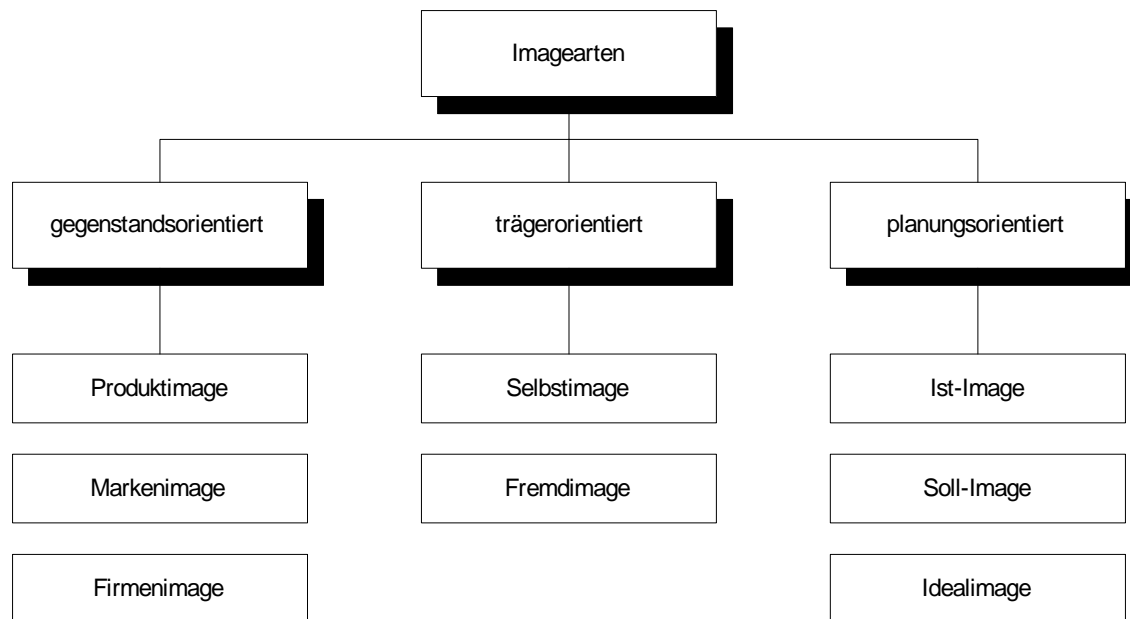 Imagearten
gegenstandsorientiert
trägerorientiert
planungsorientiert
Produktimage
Selbstimage
Ist-Image
Markenimage
Fremdimage
Soll-Image
Firmenimage
Idealimage